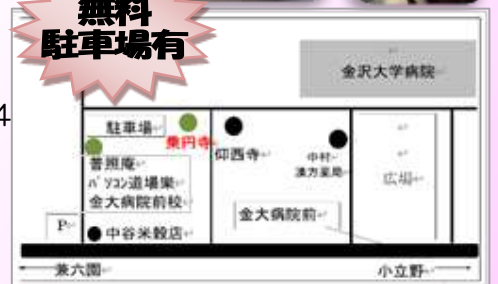 無料
駐車場有
金沢大学病院
4
駐車場
乗円寺
仰西寺
中村
漢方薬局
広場
普照庵
パソコン道場樂
金大病院前校
金大病院前
P
中谷米穀店
兼六園
小立野